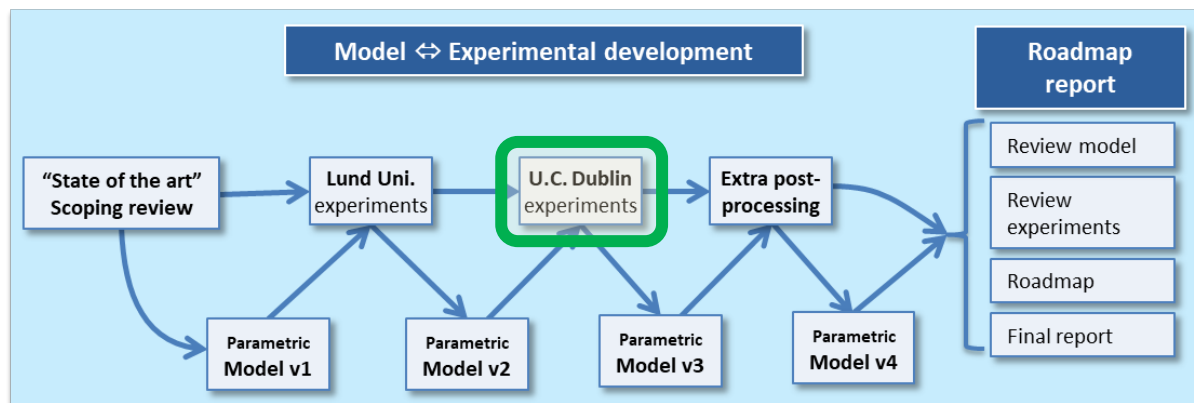 Model ⇔ Experimental development
Roadmap
report
"State of the art"
Scoping review
Lund Uni.
experiments
U.C. Dublin
experiments
Extra post-
processing
Review model
Review
experiments
Roadmap
Final report
Parametric
Model v1
Parametric
Model v2
Parametric
Model v3
Parametric
Model v4